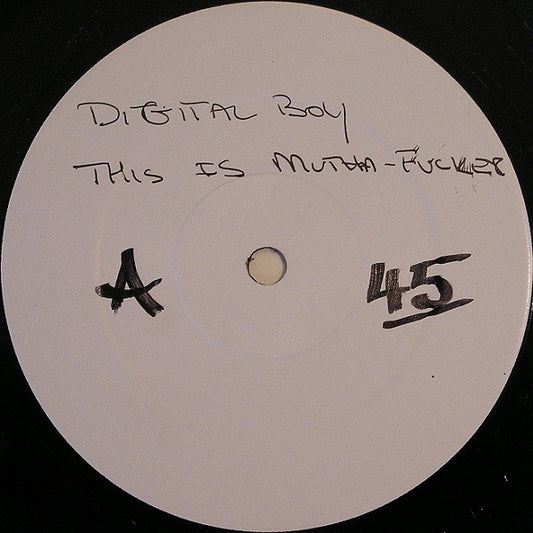 DIGITAL BOY
THIS IS MUTHA-FUCKER
A 45